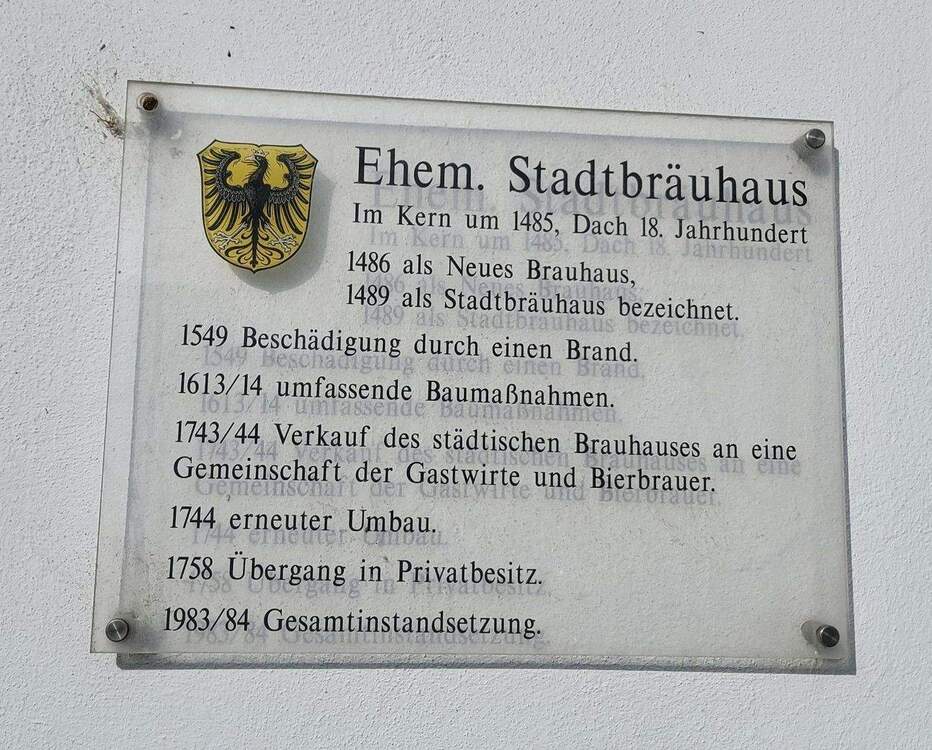 Ehem. Stadtbräuhaus
Im Kern um 1485, Dach 18. Jahrhundert
1486 als Neues Brauhaus,
1489 als Stadtbräuhaus bezeichnet.
1549 Beschädigung durch einen Brand.
1613/14 umfassende Baumaßnahmen.
1743/44 Verkauf des städtischen Brauhauses an eine
Gemeinschaft der Gastwirte und Bierbrauer.
1744 erneuter Umbau.
1758 Übergang in Privatbesitz.
1983/84 Gesamtinstandsetzung.